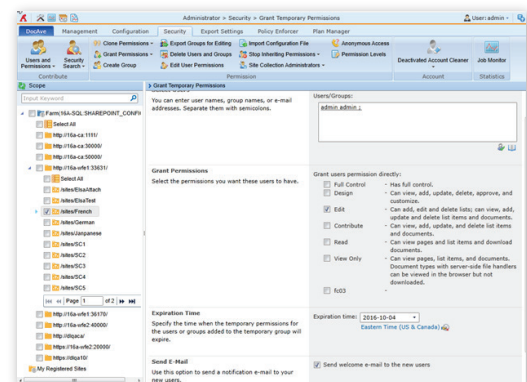 Administrator > Security > Grant Temporary Permissions
User: admin
DocAve
Management
Configuration
Security
Export Settings
Policy Enforcer
Plan Manager
Users and Permissions
Security Search
Clone Permissions
Grant Permissions
Create Group
Export Groups for Editing
Delete Users and Groups
Edit User Permissions
Import Configuration File
Stop Inheriting Permissions
Site Collection Administrators
Anonymous Access
Permission Levels
Deactivated Account Cleaner
Job Monitor
Contribute
Permission
Account
Statistics
Scope
Grant Temporary Permissions
Input Keyword
Farm(16A-SQL:SHAREPOINT_CONFI
Select All
http://16a-ca:1111/
http://16a-ca:30000/
http://16a-ca:50000/
http://16a-wfe1:33631/
Select All
/sites/ElsaAttach
/sites/ElsaTest
/sites/French
/sites/German
/sites/Janpanese
/sites/SC1
/sites/SC2
/sites/SC3
/sites/SC4
/sites/SC5
Page 1 of 2
http://16a-wfe1:36170/
http://16a-wfe2:40000/
http://diqaca/
https://16a-wfe2:20000/
https://diqa10/
My Registered Sites
You can enter user names, group names, or e-mail
addresses. Separate them with semicolons.
Users/Groups:
admin admin ;
Grant Permissions
Select the permissions you want these users to have.
Grant users permission directly:
Full Control - Has full control.
Design - Can view, add, update, delete, approve, and
customize.
Edit - Can add, edit and delete lists; can view, add,
update and delete list items and documents.
Contribute - Can view, add, update, and delete list items
and documents.
Read - Can view pages and list items and download
documents.
View Only - Can view pages, list items, and documents.
Document types with server-side file handlers
can be viewed in the browser but not
downloaded.
fc03 -
Expiration Time
Specify the time when the temporary permissions for
the users or groups added to the temporary group will
expire.
Expiration time: 2016-10-04
Eastern Time (US & Canada)
Send E-Mail
Use this option to send a notification e-mail to your
new users.
Send welcome e-mail to the new users